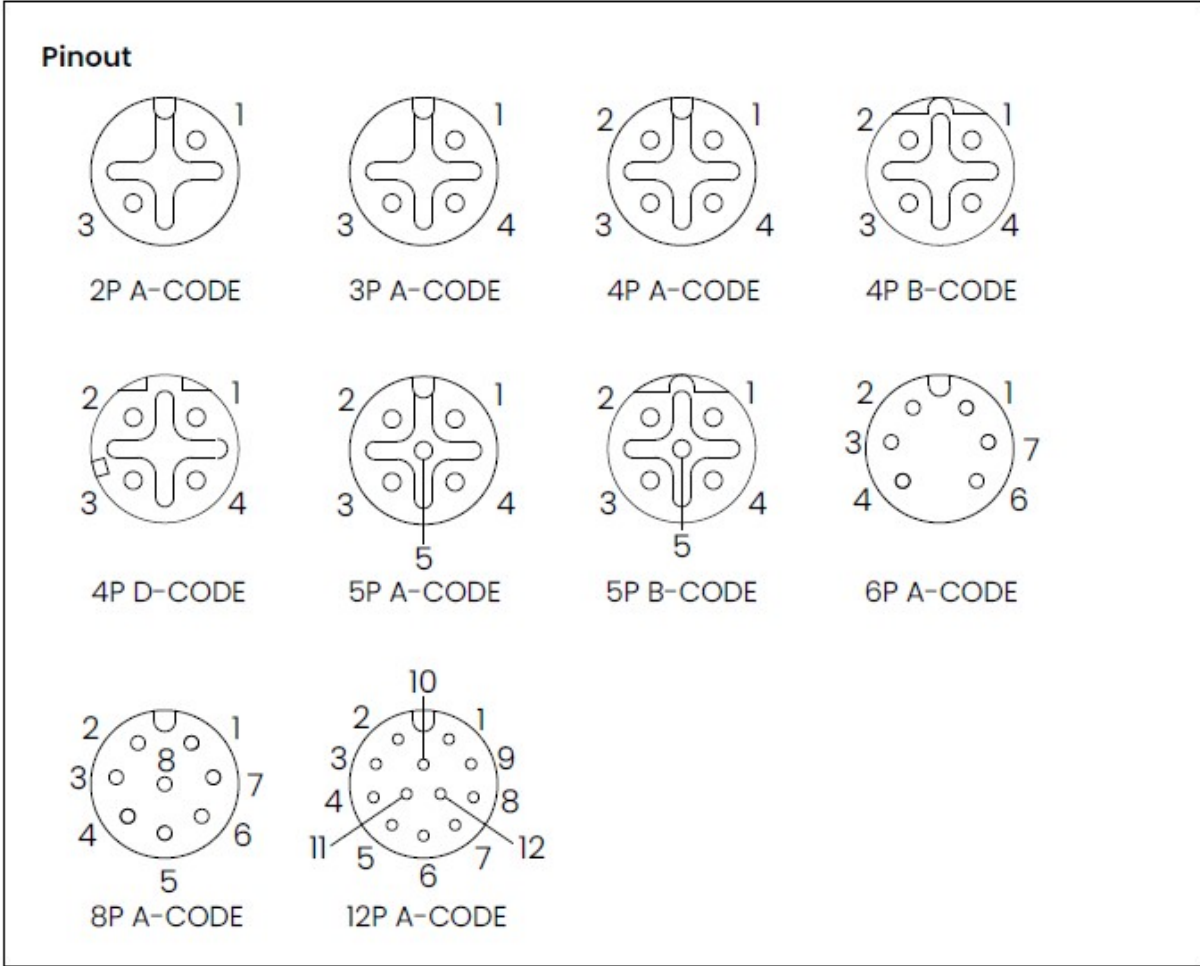 Pinout
1
3
2P A-CODE
1
3 4
3P A-CODE
2 1
3 4
4P A-CODE
2 1
3 4
4P B-CODE
2 1
3 4
4P D-CODE
2 1
3 4
5
5P A-CODE
2 1
3 4
5
5P B-CODE
2 1
3 7
4 6
6P A-CODE
2 1
8
3 7
4 6
5
8P A-CODE
10
2 1
3 9
4 8
11 12
5 7
6
12P A-CODE